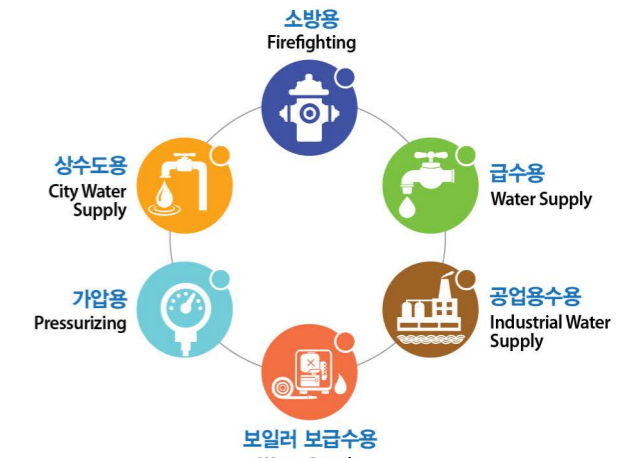 소방용
Firefighting
상수도용
City Water
Supply
급수용
Water Supply
가압용
Pressurizing
공업용수용
Industrial Water
Supply
보일러 보급수용